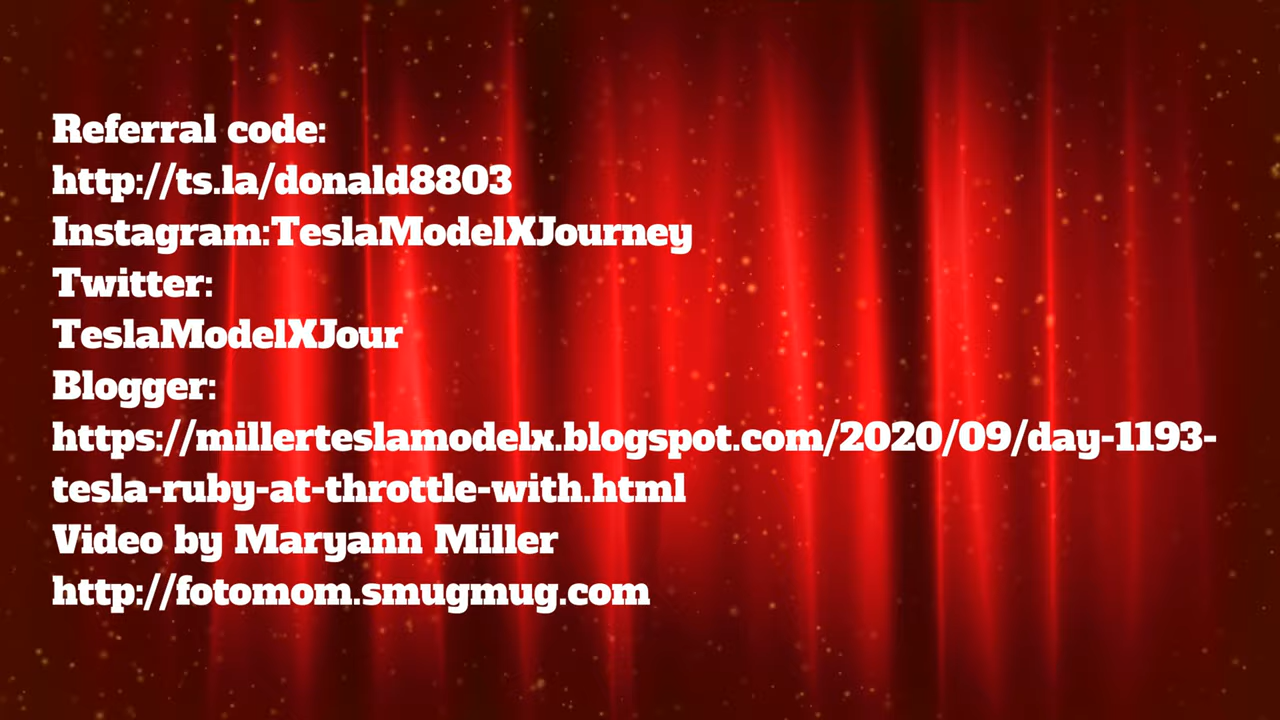 Referral code:
http://ts.la/donald8803
Instagram:TeslaModelXJourney
Twitter:
TeslaModelXJour
Blogger:
https://millerteslamodelx.blogspot.com/2020/09/day-1193-
tesla-ruby-at-throttle-with.html
Video by Maryann Miller
http://fotomom.smugmug.com